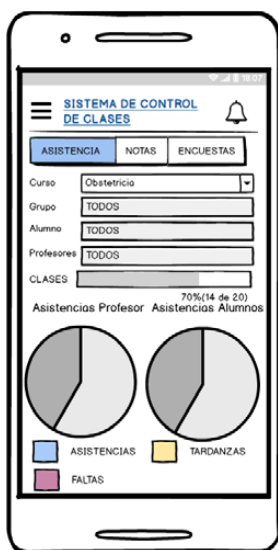 18:07
SISTEMA DE CONTROL
DE CLASES
ASISTENCIA NOTAS ENCUESTAS
Curso Obstetricia
Grupo TODOS
Alumno TODOS
Profesores TODOS
CLASES
70%(14 de 20)
Asistencias Profesor Asistencias Alumnos
ASISTENCIAS TARDANZAS
FALTAS